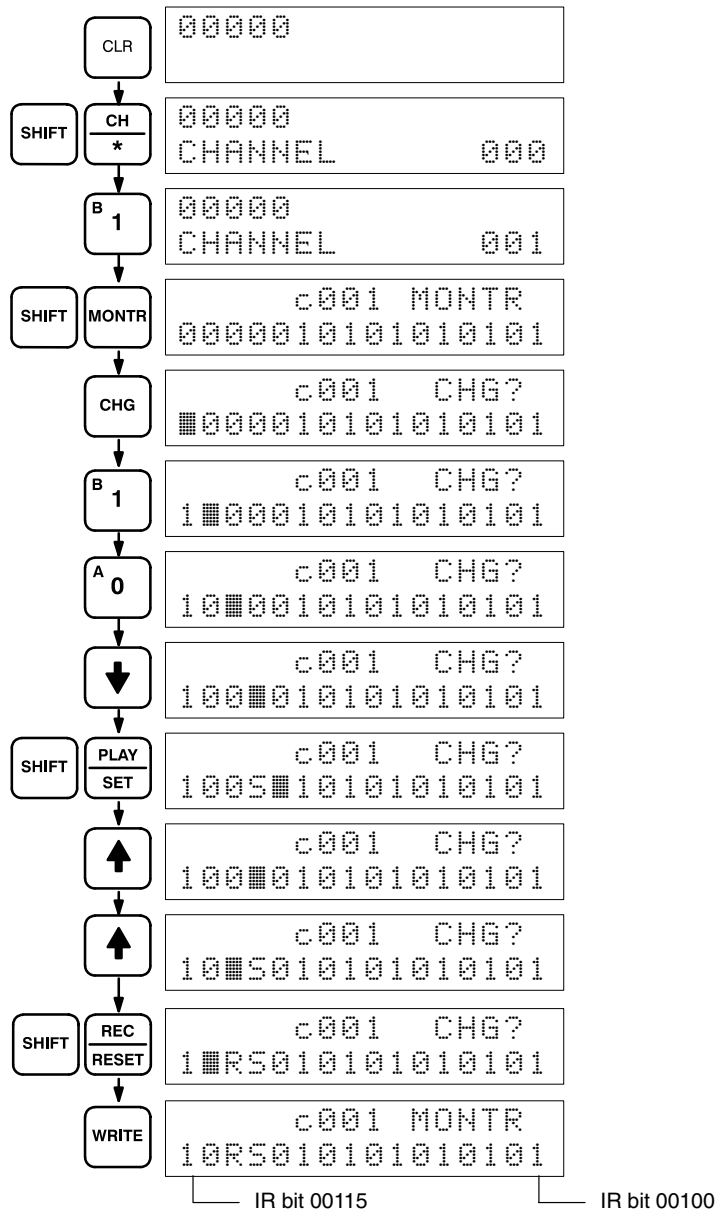 CLR
00000
SHIFT
CH
*
00000
CHANNEL 000
B 1
00000
CHANNEL 001
SHIFT
MONTR
c001 MONTR
0000010101010101
CHG
c001 CHG?
▓000010101010101
B 1
c001 CHG?
1▓00010101010101
A 0
c001 CHG?
10▓0010101010101
c001 CHG?
100▓010101010101
SHIFT
PLAY
SET
c001 CHG?
100S▓10101010101
c001 CHG?
100▓010101010101
c001 CHG?
10▓S010101010101
SHIFT
REC
RESET
c001 CHG?
1▓RS010101010101
WRITE
c001 MONTR
10RS010101010101
IR bit 00115
IR bit 00100